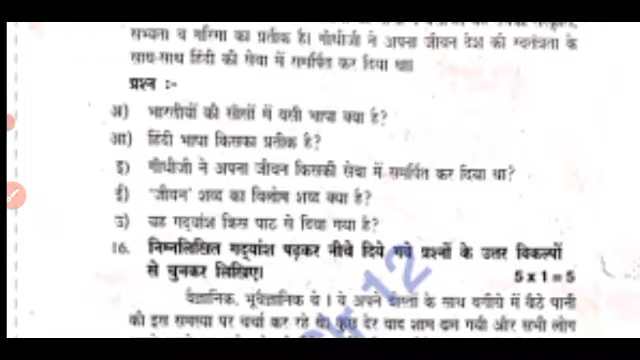 सभ्यता व गरिमा का प्रतीक है। गाँधीजी ने अपना जीवन देश की स्वतंत्रता के
साथ-साथ हिंदी की सेवा में समर्पित कर दिया था।
प्रश्न :-
अ) भारतीयों की साँसों में बसी भाषा क्या है?
आ) हिंदी भाषा किसका प्रतीक है?
इ) गाँधीजी ने अपना जीवन किसकी सेवा में समर्पित कर दिया था?
ई) 'जीवन' शब्द का विलोम शब्द क्या है?
उ) यह गद्यांश किस पाठ से दिया गया है?
16. निम्नलिखित गद्यांश पढ़कर नीचे दिये गये प्रश्नों के उत्तर विकल्पों
से चुनकर लिखिए। 5 x 1 = 5
वैज्ञानिक, भूवैज्ञानिक थे। वे अपने दोस्तों के साथ बगीचे में बैठे पानी
की इस समस्या पर चर्चा कर रहे थे। कुछ देर बाद शाम ढल गयी और सभी लोग